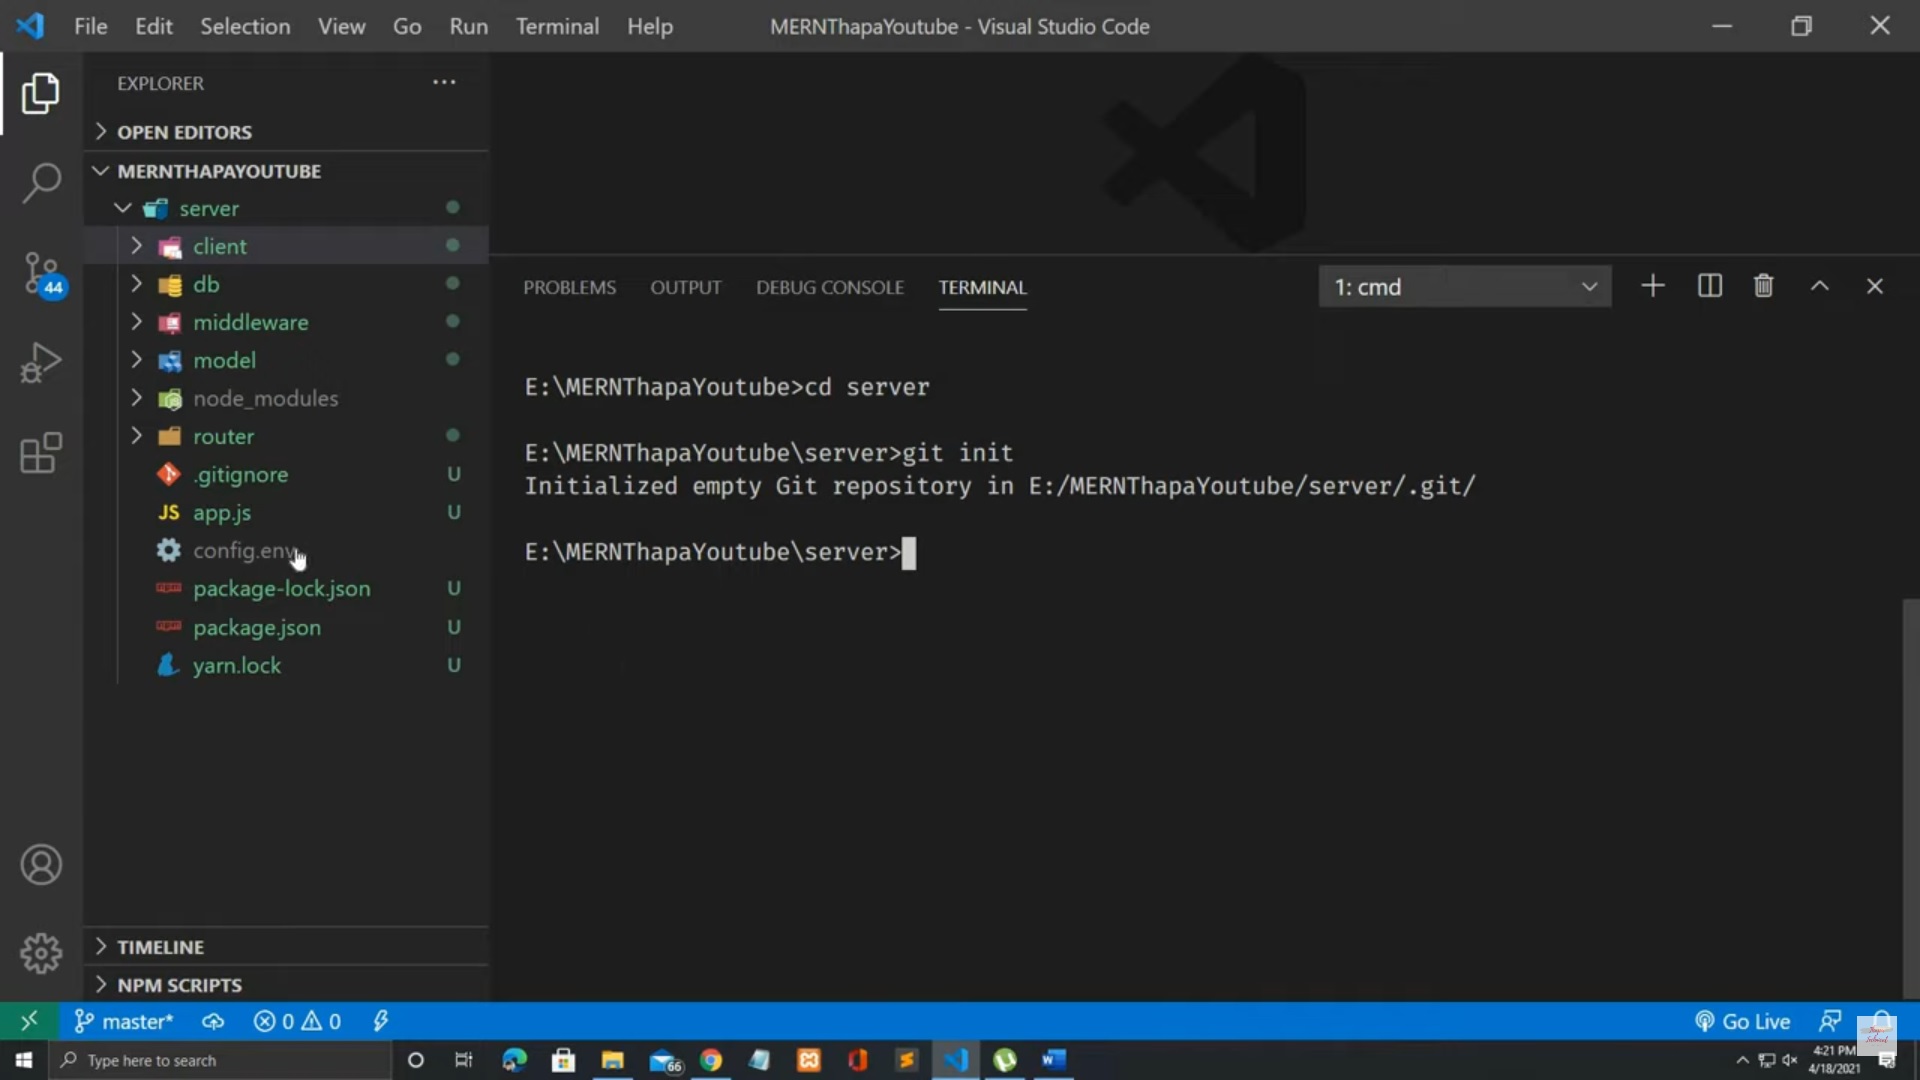 File Edit Selection View Go Run Terminal Help
MERNThapaYoutube - Visual Studio Code
EXPLORER
OPEN EDITORS
MERNTHAPAYOUTUBE
server
client
db
middleware
model
node_modules
router
.gitignore U
app.js U
config.env
package-lock.json U
package.json U
yarn.lock U
TIMELINE
NPM SCRIPTS
44
PROBLEMS OUTPUT DEBUG CONSOLE TERMINAL
1: cmd
E:\MERNThapaYoutube>cd server
E:\MERNThapaYoutube\server>git init
Initialized empty Git repository in E:/MERNThapaYoutube/server/.git/
E:\MERNThapaYoutube\server>
master* 0 0 Go Live
Type here to search
66
4:21 PM
4/18/2021